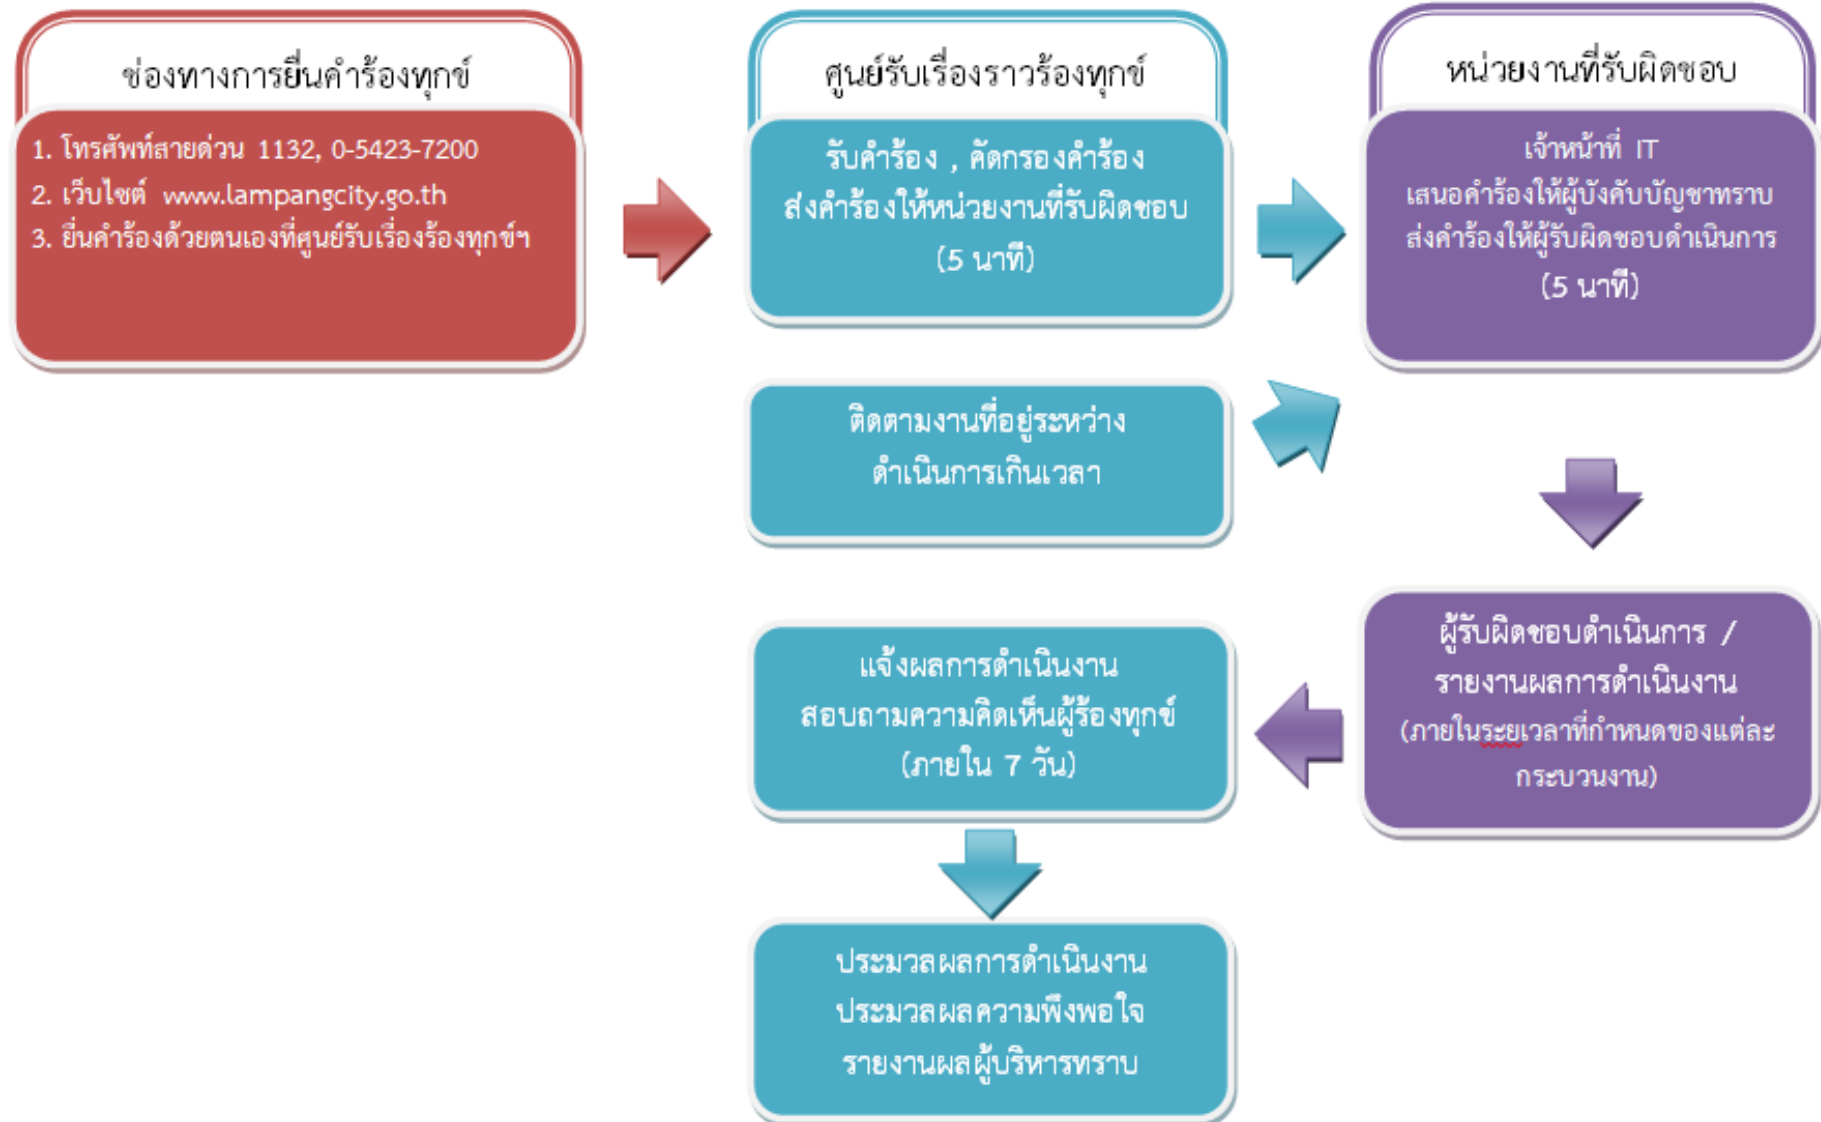 ช่องทางการยื่นคำร้องทุกข์
1. โทรศัพท์สายด่วน 1132, 0-5423-7200
2. เว็บไซต์ www.lampangcity.go.th
3. ยื่นคำร้องด้วยตนเองที่ศูนย์รับเรื่องร้องทุกข์ฯ
ศูนย์รับเรื่องราวร้องทุกข์
รับคำร้อง , คัดกรองคำร้อง
ส่งคำร้องให้หน่วยงานที่รับผิดชอบ
(5 นาที)
หน่วยงานที่รับผิดชอบ
เจ้าหน้าที่ IT
เสนอคำร้องให้ผู้บังคับบัญชาทราบ
ส่งคำร้องให้ผู้รับผิดชอบดำเนินการ
(5 นาที)
ติดตามงานที่อยู่ระหว่าง
ดำเนินการเกินเวลา
ผู้รับผิดชอบดำเนินการ /
รายงานผลการดำเนินงาน
(ภายในระยเวลาที่กำหนดของแต่ละ
กระบวนงาน)
แจ้งผลการดำเนินงาน
สอบถามความคิดเห็นผู้ร้องทุกข์
(ภายใน 7 วัน)
ประมวลผลการดำเนินงาน
ประมวลผลความพึงพอใจ
รายงานผลผู้บริหารทราบ